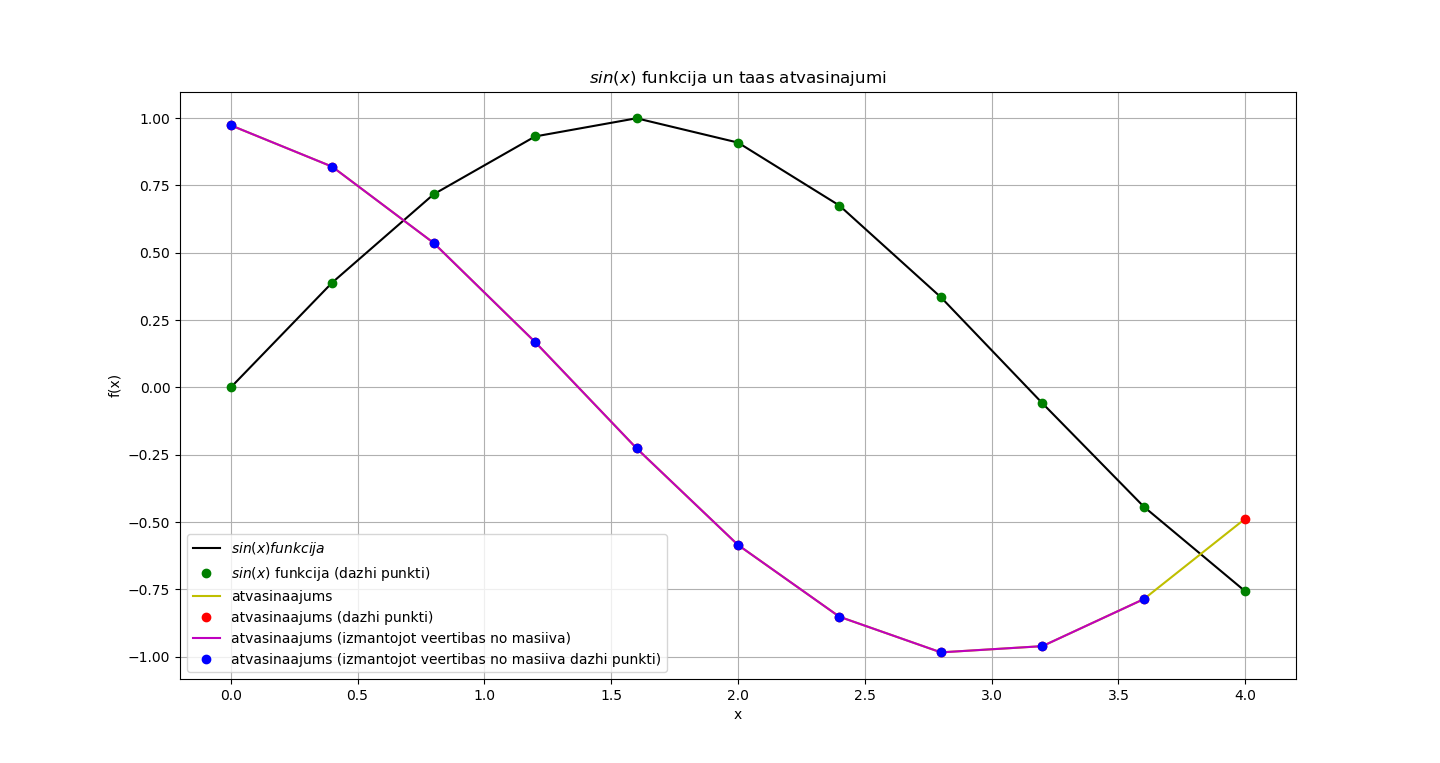 sin(x) funkcija un taas atvasinajumi
f(x)
1.00
0.75
0.50
0.25
0.00
−0.25
−0.50
−0.75
−1.00
sin(x)funkcija
sin(x) funkcija (dazhi punkti)
atvasinaajums
atvasinaajums (dazhi punkti)
atvasinaajums (izmantojot veertibas no masiiva)
atvasinaajums (izmantojot veertibas no masiiva dazhi punkti)
0.0 0.5 1.0 1.5 2.0 2.5 3.0 3.5 4.0
x